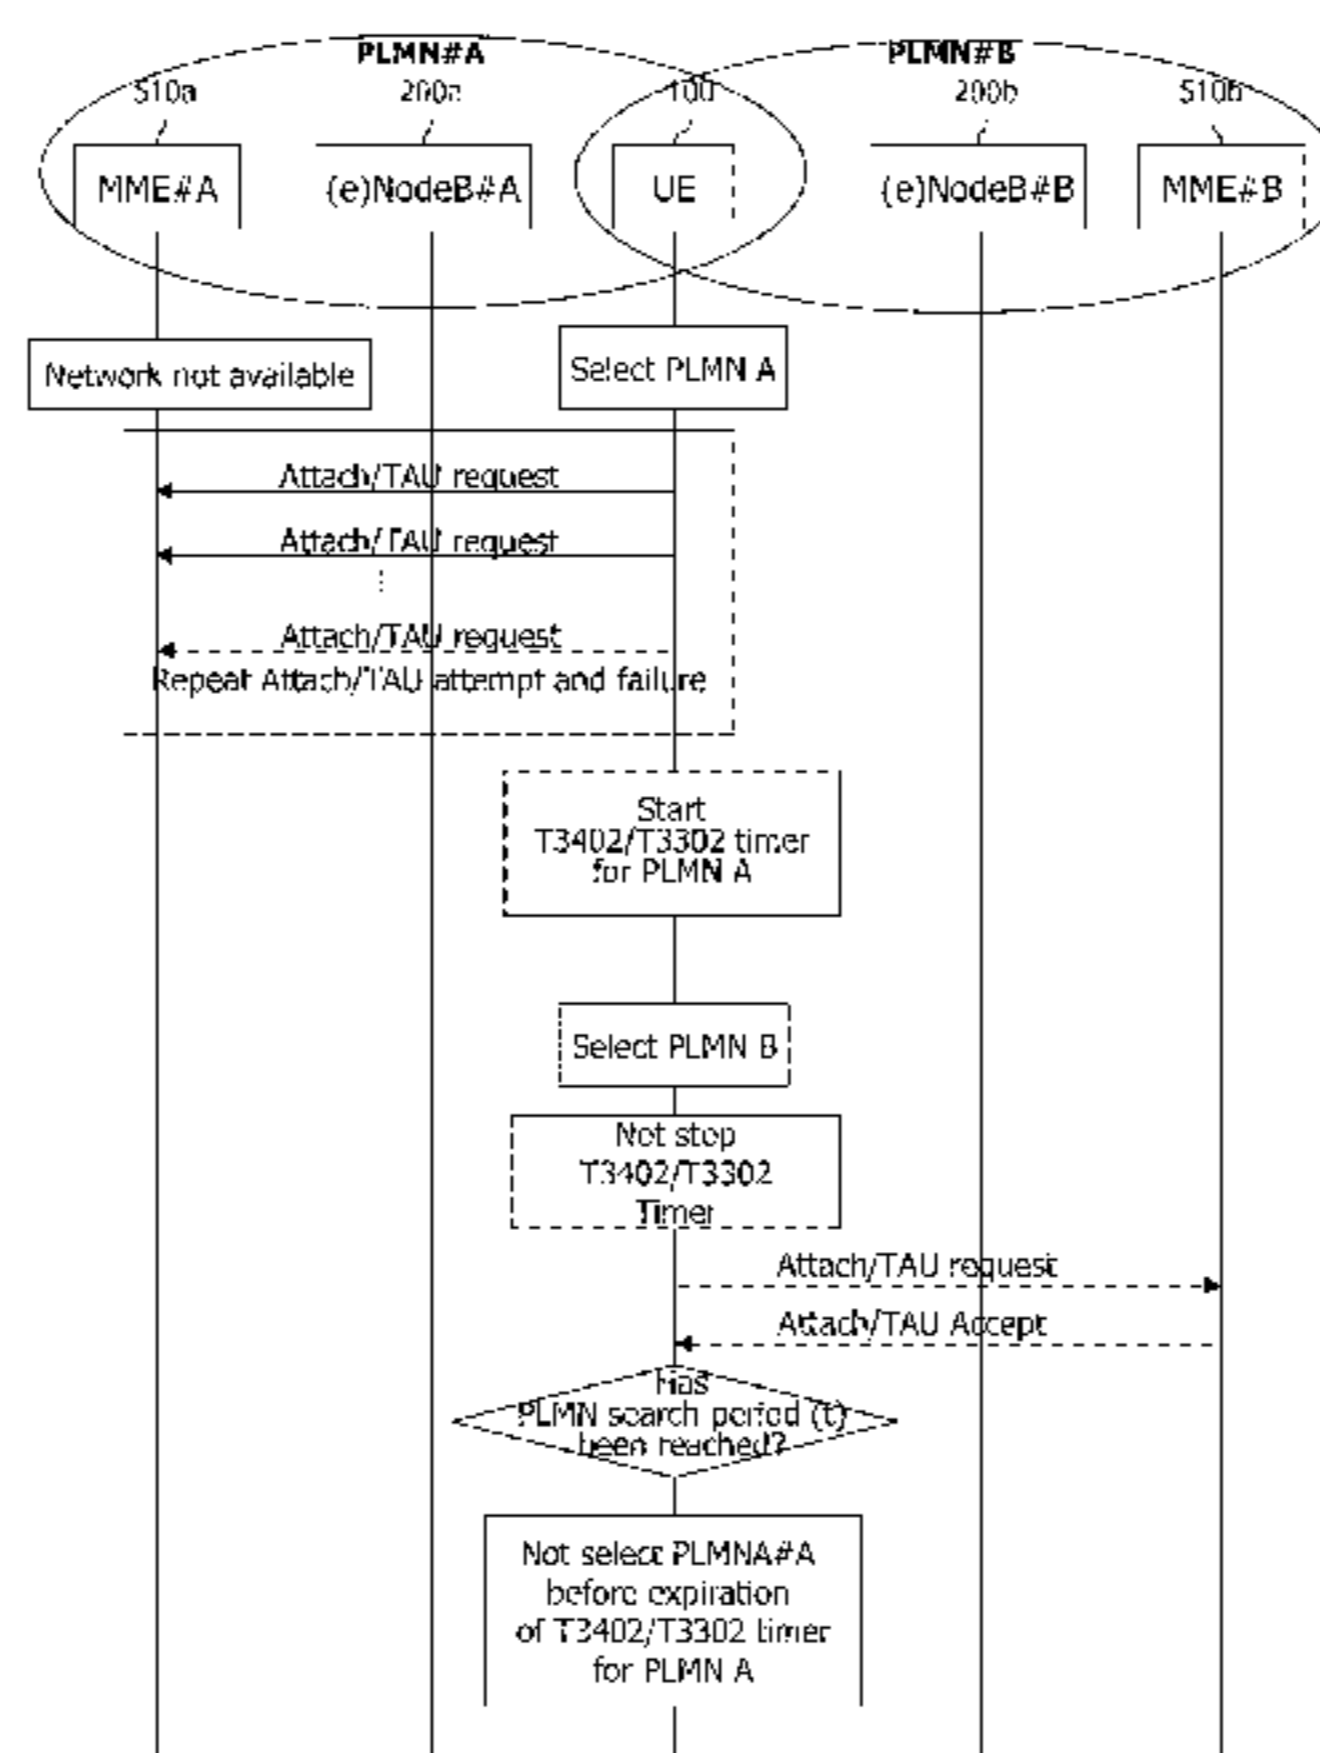 PLMN#A
PLMN#B
510a
200a
100
200b
510b
MME#A
(e)NodeB#A
UE
(e)NodeB#B
MME#B
Network not available
Select PLMN A
Attach/TAU request
Attach/TAU request
Attach/TAU request
Repeat Attach/TAU attempt and failure
Start
T3402/T3302 timer
for PLMN A
Select PLMN B
Not stop
T3402/T3302
Timer
Attach/TAU request
Attach/TAU Accept
Has
PLMN search period (t)
been reached?
Not select PLMNA#A
before expiration
of T3402/T3302 timer
for PLMN A